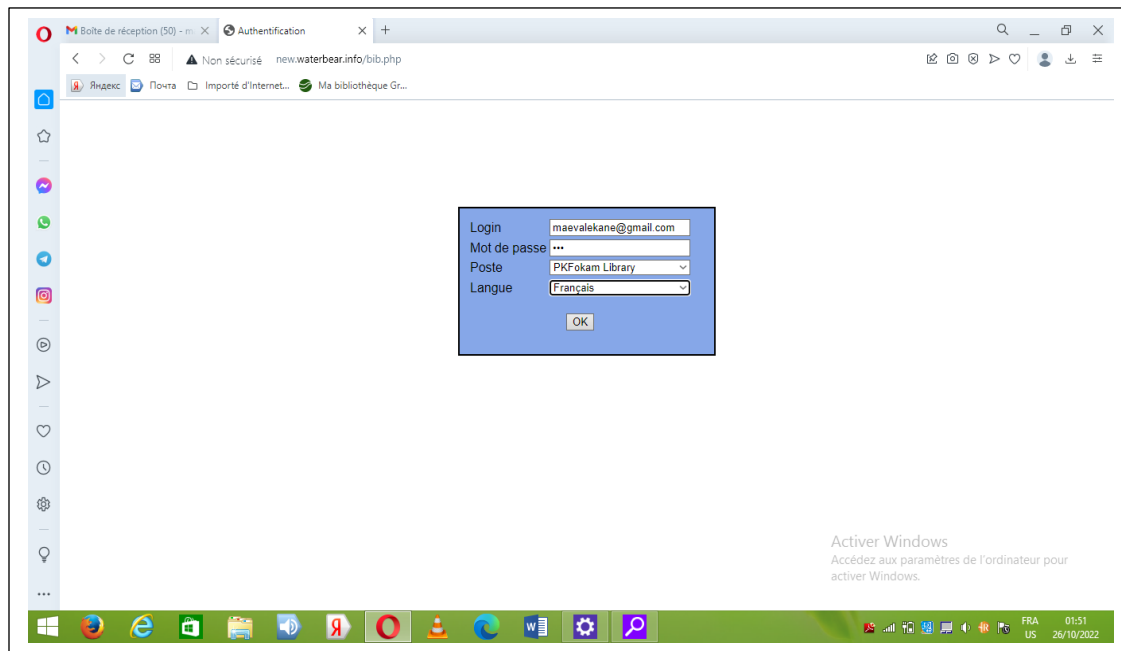 Boîte de réception (50) - m
Authentification
Non sécurisé new.waterbear.info/bib.php
Яндекс Почта Importé d'Internet... Ma bibliothèque Gr...
Login maevalekane@gmail.com
Mot de passe •••
Poste PKFokam Library
Langue Français
OK
Activer Windows
Accédez aux paramètres de l'ordinateur pour
activer Windows.
FRA 01:51
US 26/10/2022